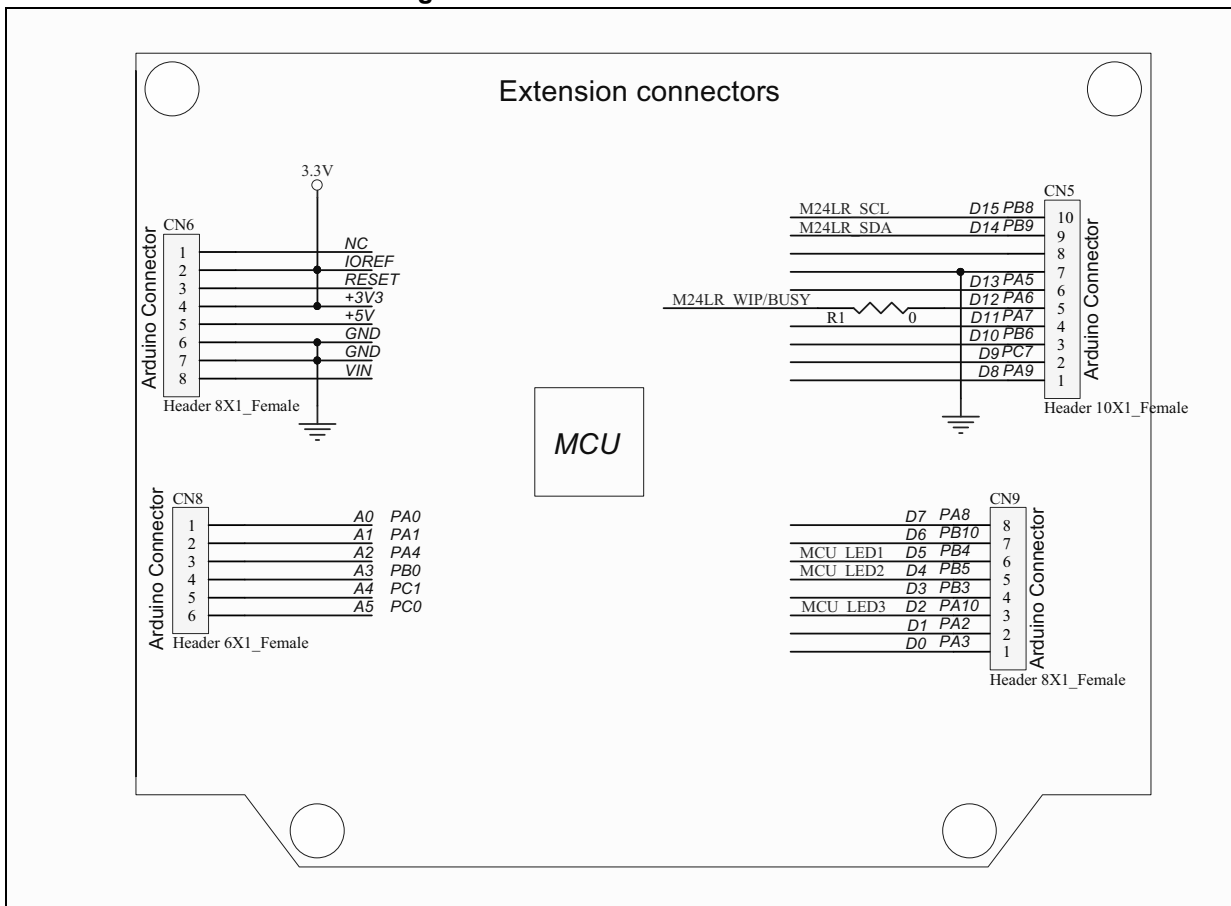 Extension connectors
3.3V
CN6
Arduino Connector
1 NC
2 IOREF
3 RESET
4 +3V3
5 +5V
6 GND
7 GND
8 VIN
Header 8X1_Female
CN5
M24LR_SCL D15 PB8 10
M24LR_SDA D14 PB9 9
8
7
D13 PA5 6
M24LR_WIP/BUSY R1 0 D12 PA6 5
D11 PA7 4
D10 PB6 3
D9 PC7 2
D8 PA9 1
Arduino Connector
Header 10X1_Female
MCU
CN8
Arduino Connector
1 A0 PA0
2 A1 PA1
3 A2 PA4
4 A3 PB0
5 A4 PC1
6 A5 PC0
Header 6X1_Female
CN9
D7 PA8 8
D6 PB10 7
MCU_LED1 D5 PB4 6
MCU_LED2 D4 PB5 5
D3 PB3 4
MCU_LED3 D2 PA10 3
D1 PA2 2
D0 PA3 1
Arduino Connector
Header 8X1_Female